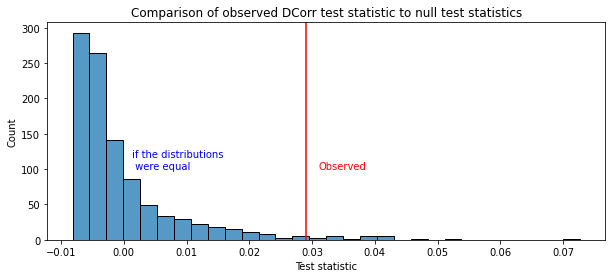 Comparison of observed DCorr test statistic to null test statistics
300
250
200
150
100
50
0
Count
if the distributions
were equal
Observed
−0.01 0.00 0.01 0.02 0.03 0.04 0.05 0.06 0.07
Test statistic